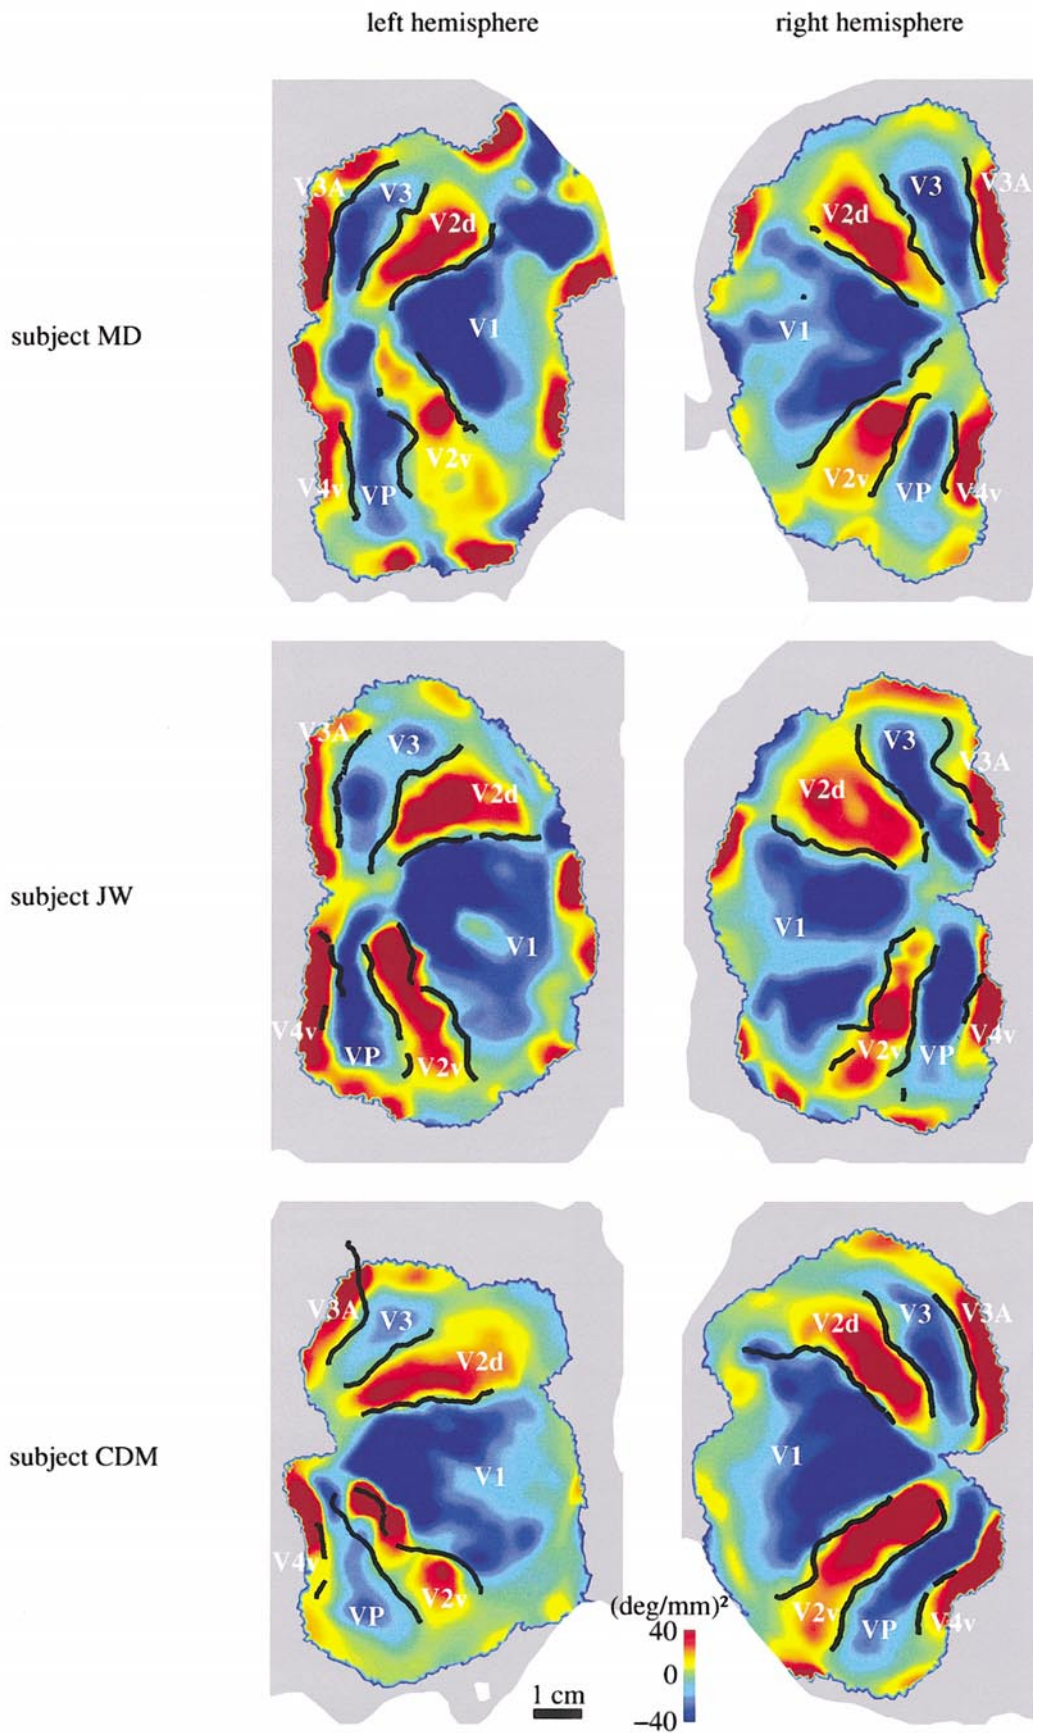 left hemisphere right hemisphere
V3A V3 V2d V3 V3A
V2d
subject MD V1 V1
V2v V2v
V4v VP VP V4v
V3A V3 V3 V3A
V2d V2d
subject JW V1 V1
V4v VP V2v V2v VP V4v
V3A V3 V2d V3 V3A
V2d
subject CDM V1 V1
V4v V2v
VP V2v VP V4v
(deg/mm)²
40
0
−40
1 cm